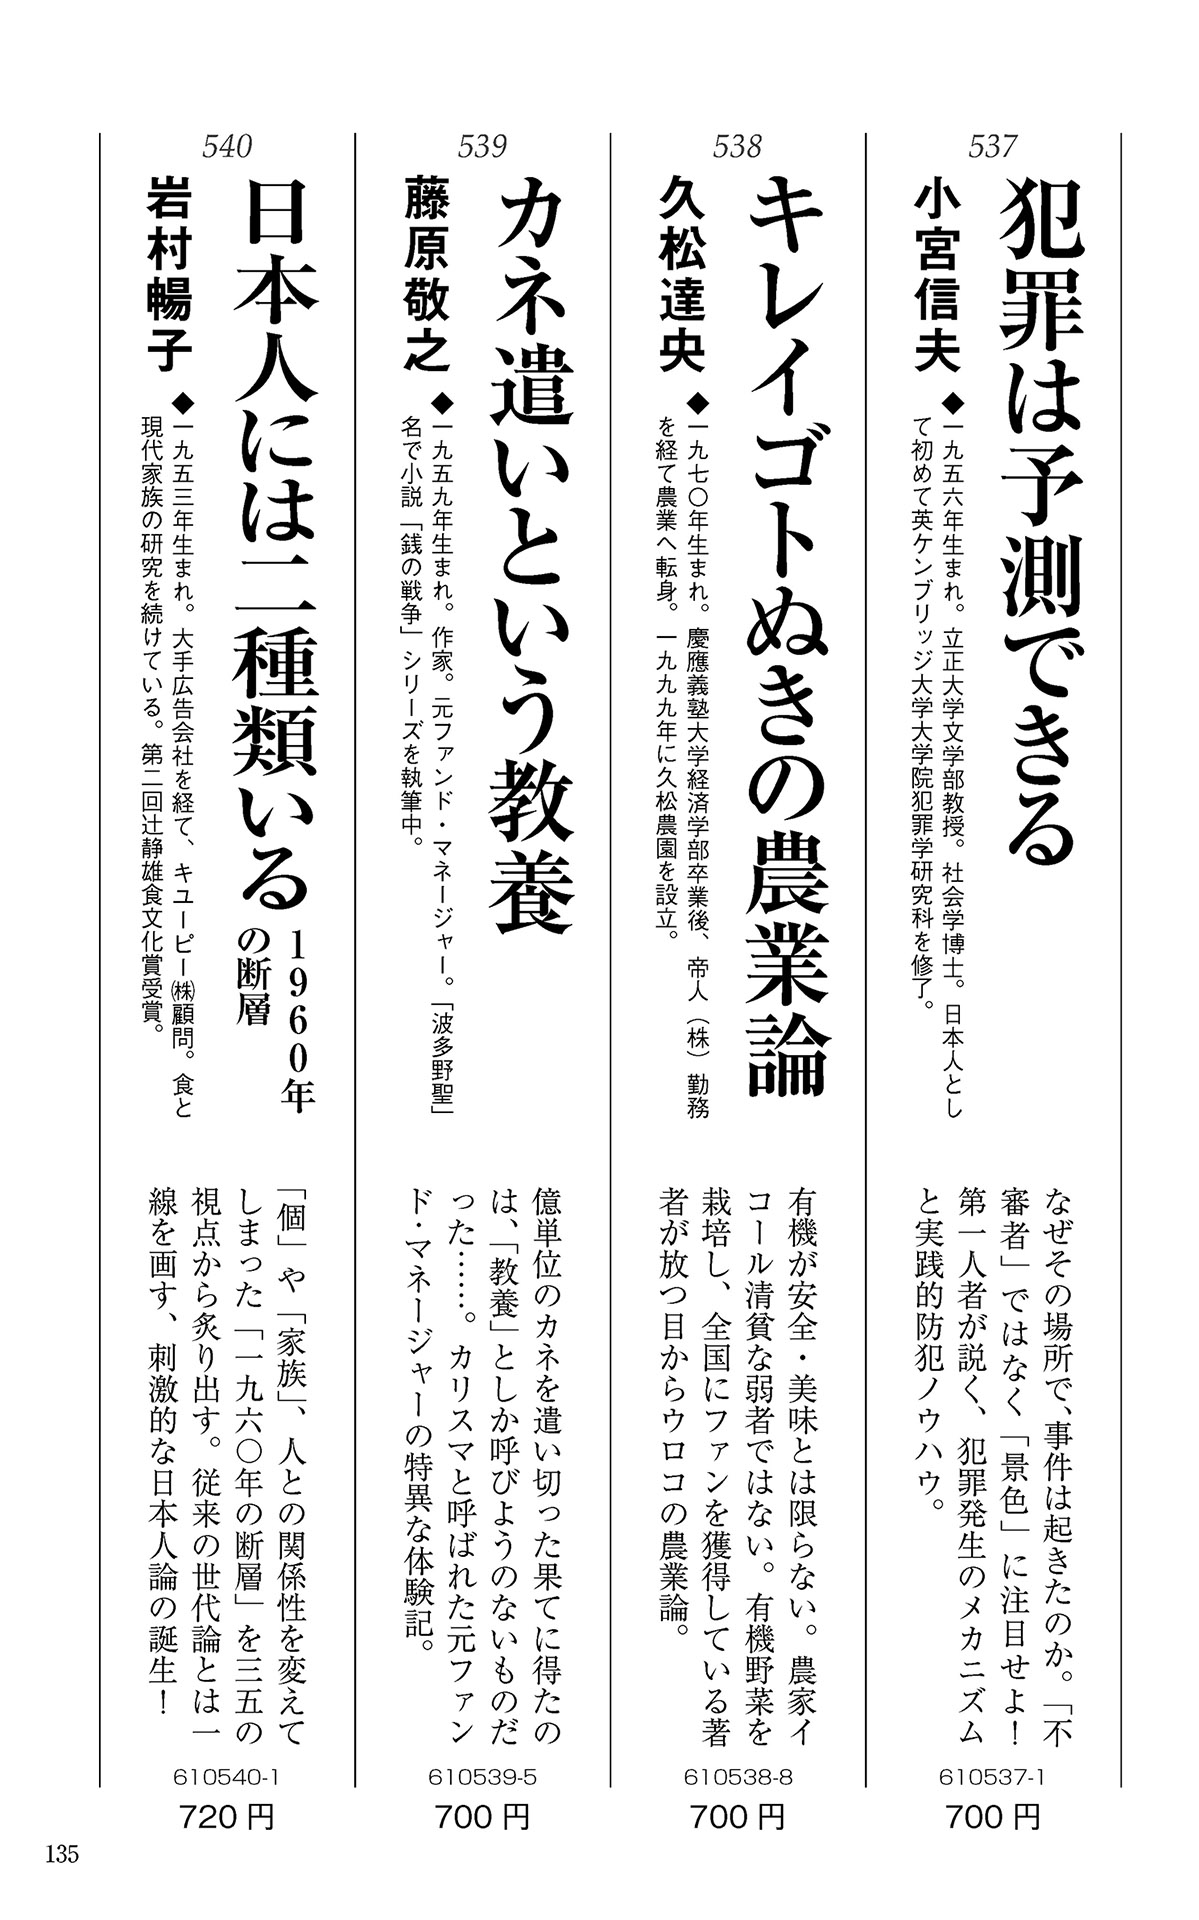 537
犯罪は予測できる
小宮信夫
◆一九五六年生まれ。立正大学文学部教授。社会学博士。日本人とし
て初めて英ケンブリッジ大学大学院犯罪学研究科を修了。
なぜその場所で、事件は起きたのか。「不
審者」ではなく「景色」に注目せよ！
第一人者が説く、犯罪発生のメカニズム
と実践的防犯ノウハウ。
610537-1
700円
538
キレイゴトぬきの農業論
久松達央
◆一九七〇年生まれ。慶應義塾大学経済学部卒業後、帝人（株）勤務
を経て農業へ転身。一九九九年に久松農園を設立。
有機が安全・美味とは限らない。農家イ
コール清貧な弱者ではない。有機野菜を
栽培し、全国にファンを獲得している著
者が放つ目からウロコの農業論。
610538-8
700円
539
カネ遣いという教養
藤原敬之
◆一九五九年生まれ。作家。元ファンド・マネージャー。「波多野聖」
名で小説「銭の戦争」シリーズを執筆中。
億単位のカネを遣い切った果てに得たの
は、「教養」としか呼びようのないものだ
った……。カリスマと呼ばれた元ファン
ド・マネージャーの特異な体験記。
610539-5
700円
540
日本人には二種類いる
1960年
の断層
岩村暢子
◆一九五三年生まれ。大手広告会社を経て、キユーピー㈱顧問。食と
現代家族の研究を続けている。第二回辻静雄食文化賞受賞。
「個」や「家族」、人との関係性を変えて
しまった「一九六〇年の断層」を三五の
視点から炙り出す。従来の世代論とは一
線を画す、刺激的な日本人論の誕生！
610540-1
720円
135